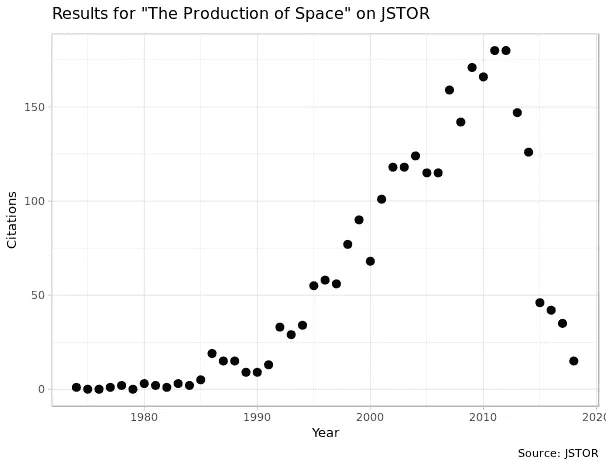 Results for "The Production of Space" on JSTOR
150
100
50
0
Citations
1980 1990 2000 2010 2020
Year
Source: JSTOR